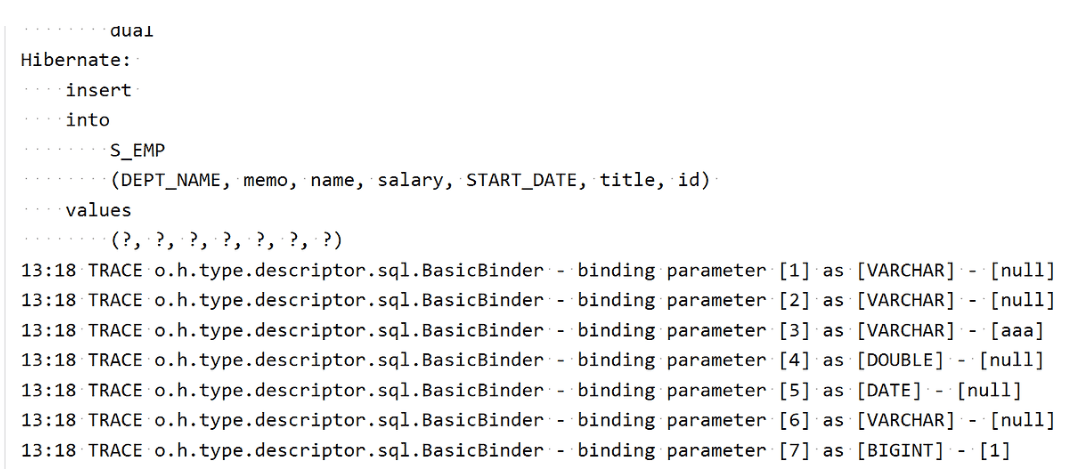 dual
Hibernate:
insert
into
S_EMP
(DEPT_NAME, memo, name, salary, START_DATE, title, id)
values
(?, ?, ?, ?, ?, ?, ?)
13:18 TRACE o.h.type.descriptor.sql.BasicBinder - binding parameter [1] as [VARCHAR] - [null]
13:18 TRACE o.h.type.descriptor.sql.BasicBinder - binding parameter [2] as [VARCHAR] - [null]
13:18 TRACE o.h.type.descriptor.sql.BasicBinder - binding parameter [3] as [VARCHAR] - [aaa]
13:18 TRACE o.h.type.descriptor.sql.BasicBinder - binding parameter [4] as [DOUBLE] - [null]
13:18 TRACE o.h.type.descriptor.sql.BasicBinder - binding parameter [5] as [DATE] - [null]
13:18 TRACE o.h.type.descriptor.sql.BasicBinder - binding parameter [6] as [VARCHAR] - [null]
13:18 TRACE o.h.type.descriptor.sql.BasicBinder - binding parameter [7] as [BIGINT] - [1]